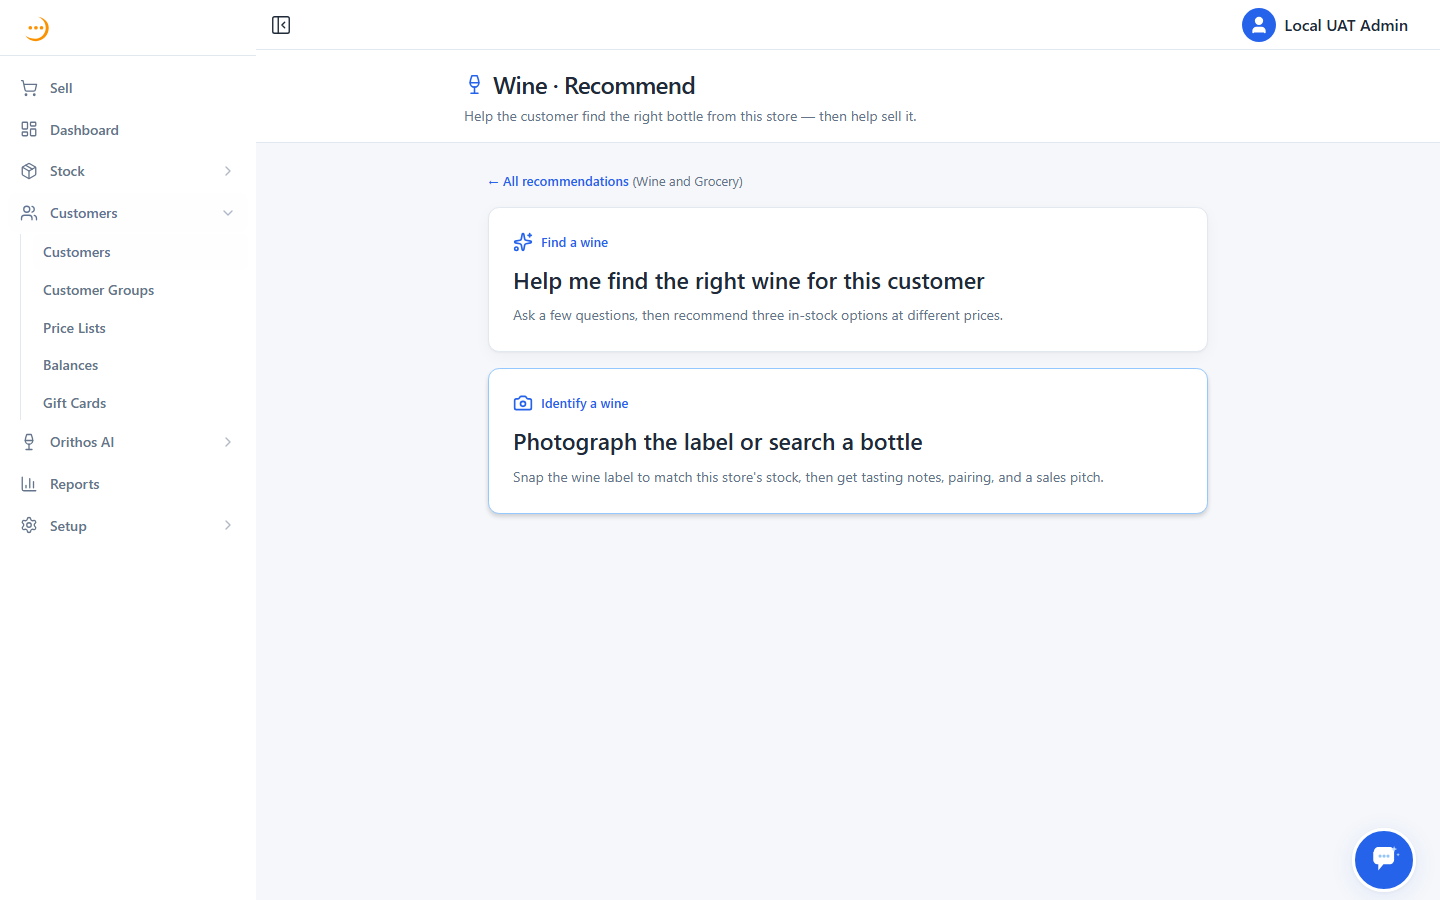 Local UAT Admin
Sell
Dashboard
Stock
Customers
Customers
Customer Groups
Price Lists
Balances
Gift Cards
Orithos AI
Reports
Setup
Wine · Recommend
Help the customer find the right bottle from this store — then help sell it.
← All recommendations (Wine and Grocery)
Find a wine
Help me find the right wine for this customer
Ask a few questions, then recommend three in-stock options at different prices.
Identify a wine
Photograph the label or search a bottle
Snap the wine label to match this store's stock, then get tasting notes, pairing, and a sales pitch.